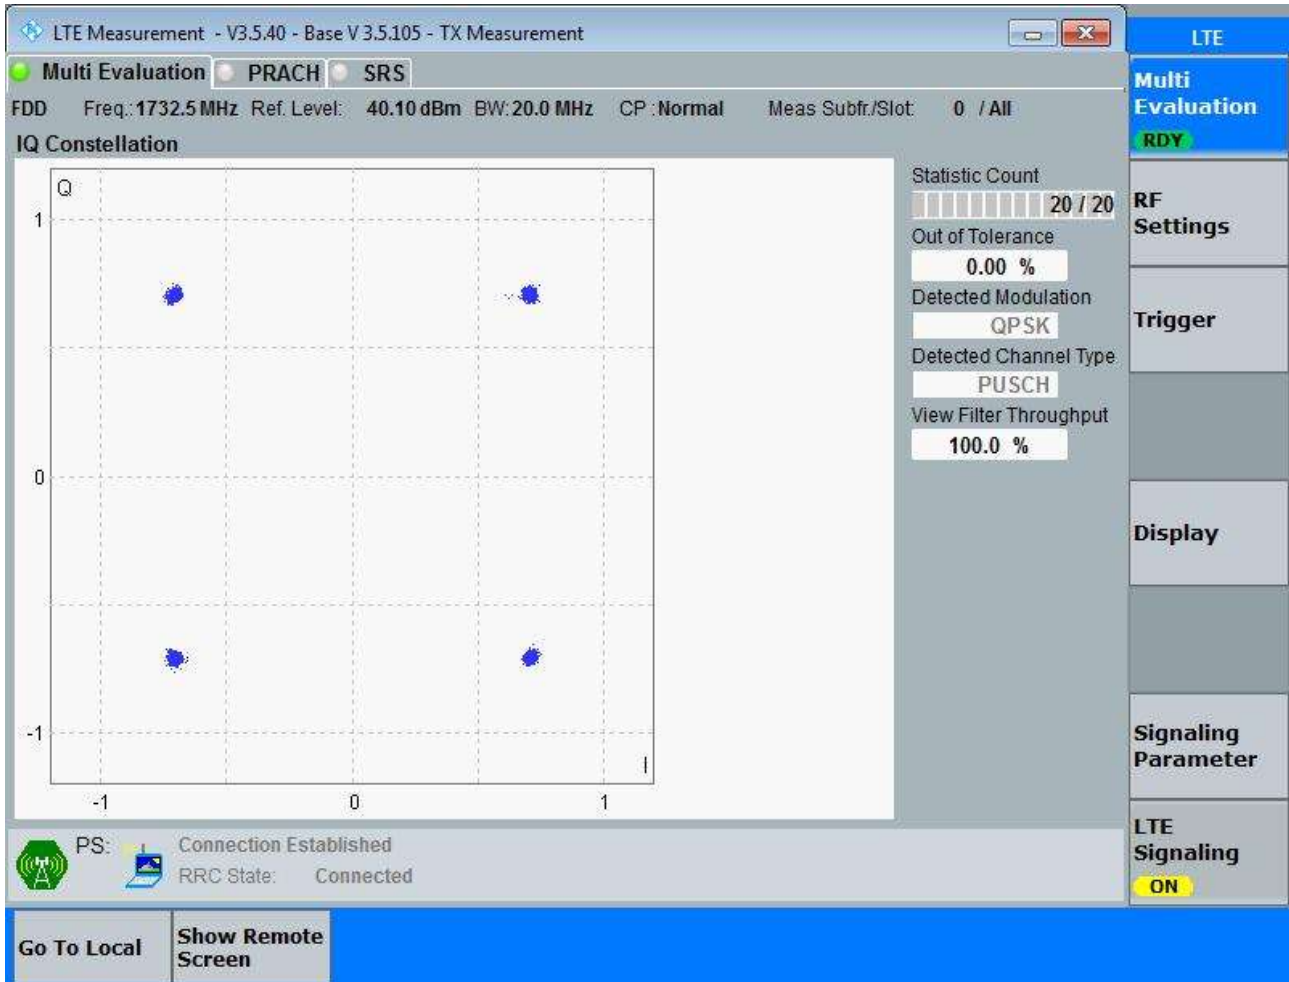 LTE Measurement - V3.5.40 - Base V 3.5.105 - TX Measurement
LTE
Multi Evaluation PRACH SRS
Multi
Evaluation
RDY
FDD Freq.: 1732.5 MHz Ref. Level: 40.10 dBm BW: 20.0 MHz CP : Normal Meas Subfr./Slot: 0 / All
IQ Constellation
Q
1
0
-1
-1 0 1
I
Statistic Count
20 / 20
Out of Tolerance
0.00 %
Detected Modulation
QPSK
Detected Channel Type
PUSCH
View Filter Throughput
100.0 %
RF
Settings
Trigger
Display
Signaling
Parameter
LTE
Signaling
ON
PS: Connection Established
RRC State: Connected
Go To Local
Show Remote
Screen